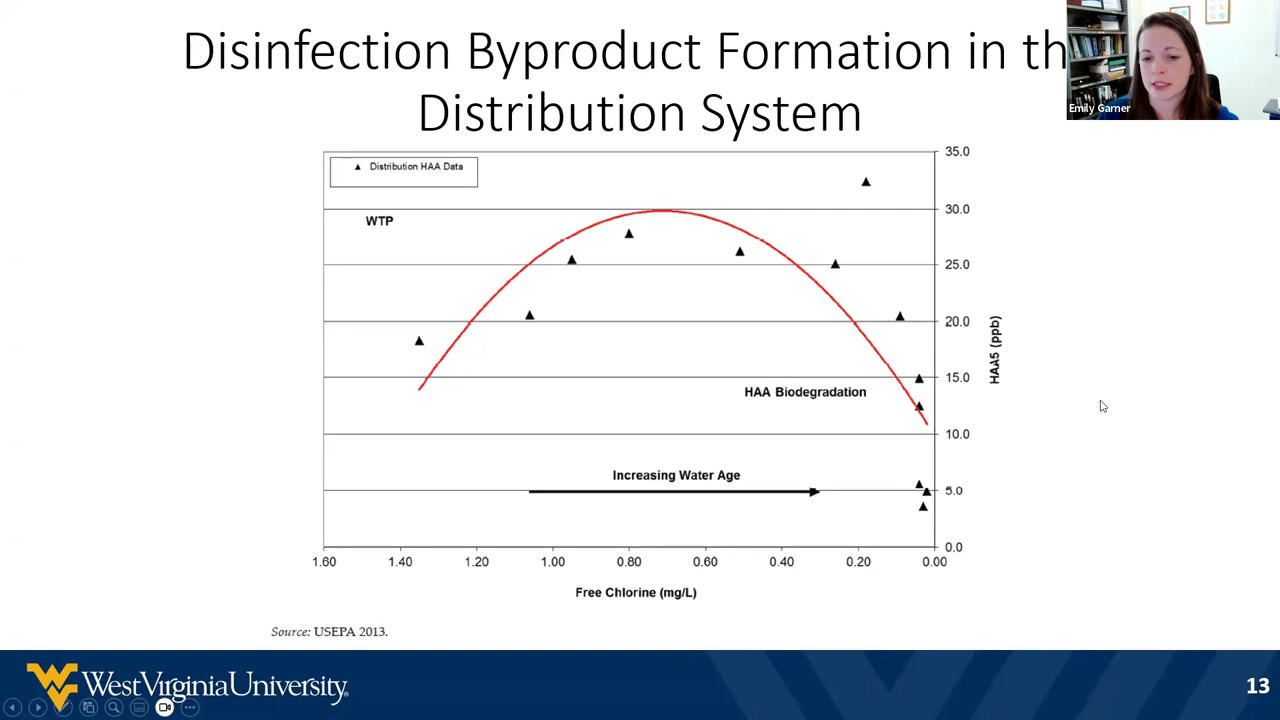 Disinfection Byproduct Formation in th
Distribution System
Emily Garner
Distribution HAA Data
WTP
HAA Biodegradation
Increasing Water Age
35.0
30.0
25.0
20.0
15.0
10.0
5.0
0.0
HAA5 (ppb)
1.60 1.40 1.20 1.00 0.80 0.60 0.40 0.20 0.00
Free Chlorine (mg/L)
Source: USEPA 2013.
WestVirginiaUniversity.
13